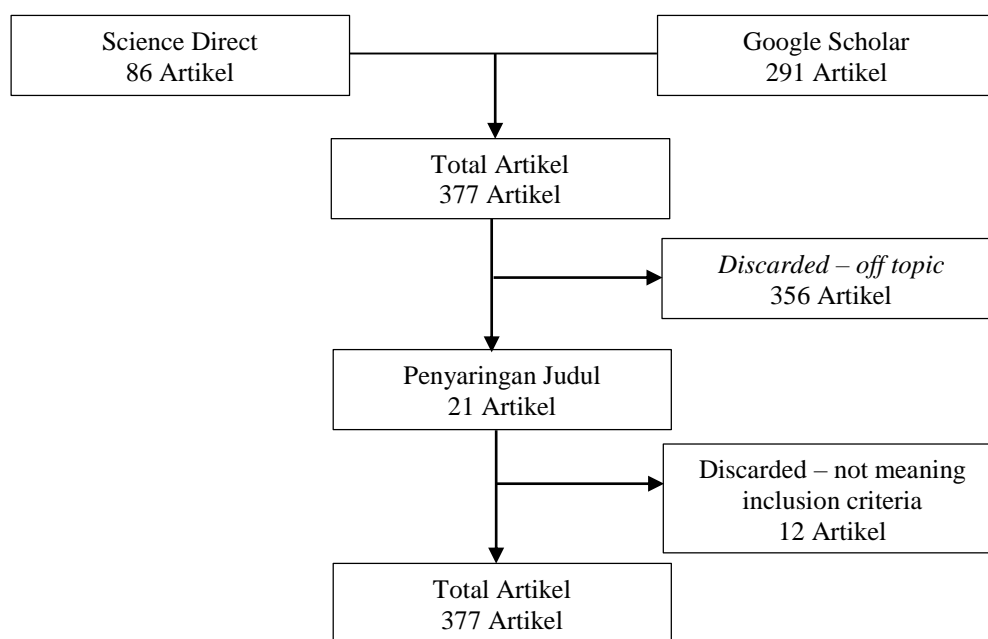 Science Direct
86 Artikel
Google Scholar
291 Artikel
Total Artikel
377 Artikel
Discarded – off topic
356 Artikel
Penyaringan Judul
21 Artikel
Discarded – not meaning
inclusion criteria
12 Artikel
Total Artikel
377 Artikel